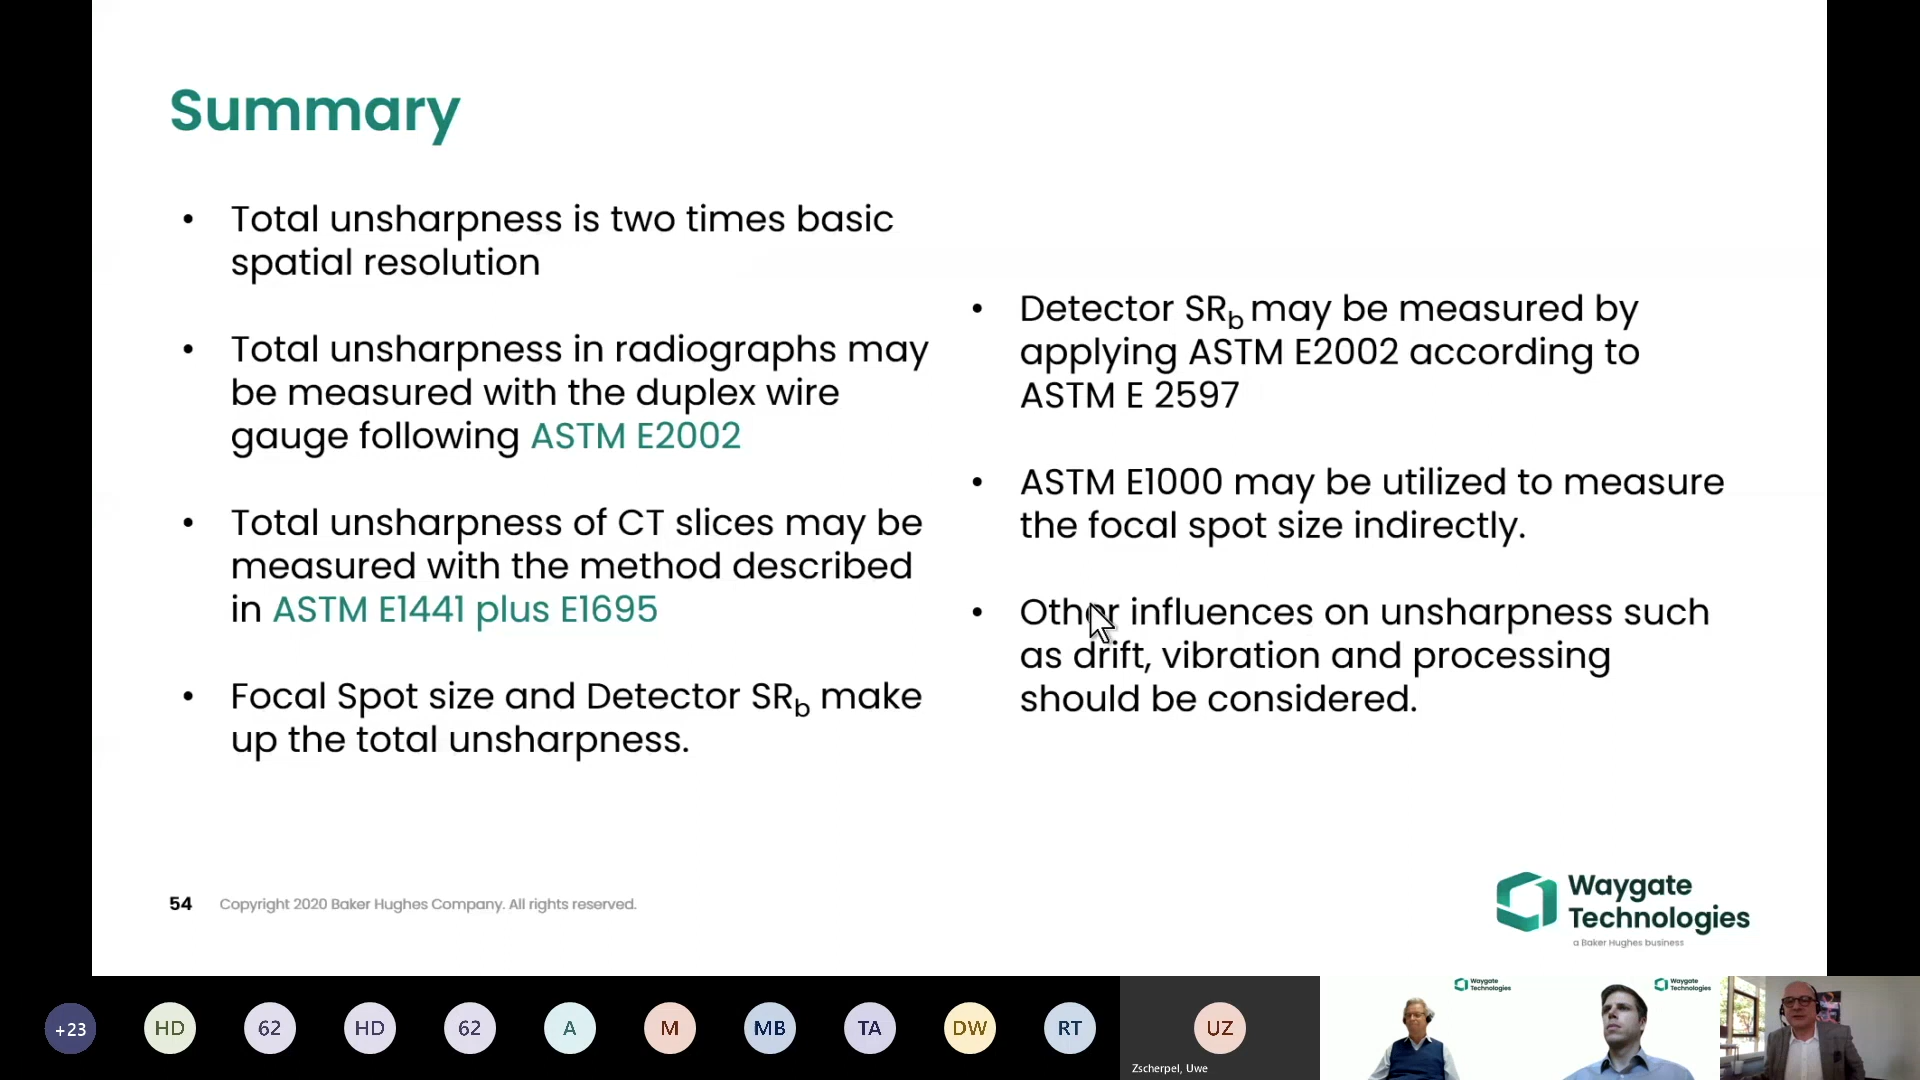 Summary
• Total unsharpness is two times basic
spatial resolution
• Total unsharpness in radiographs may
be measured with the duplex wire
gauge following ASTM E2002
• Total unsharpness of CT slices may be
measured with the method described
in ASTM E1441 plus E1695
• Focal Spot size and Detector SRb make
up the total unsharpness.
• Detector SRb may be measured by
applying ASTM E2002 according to
ASTM E 2597
• ASTM E1000 may be utilized to measure
the focal spot size indirectly.
• Other influences on unsharpness such
as drift, vibration and processing
should be considered.
54 Copyright 2020 Baker Hughes Company. All rights reserved.
Waygate
Technologies
a Baker Hughes business
+23 HD 62 HD 62 A M MB TA DW RT UZ
Zscherpel, Uwe
Waygate
Technologies
Waygate
Technologies